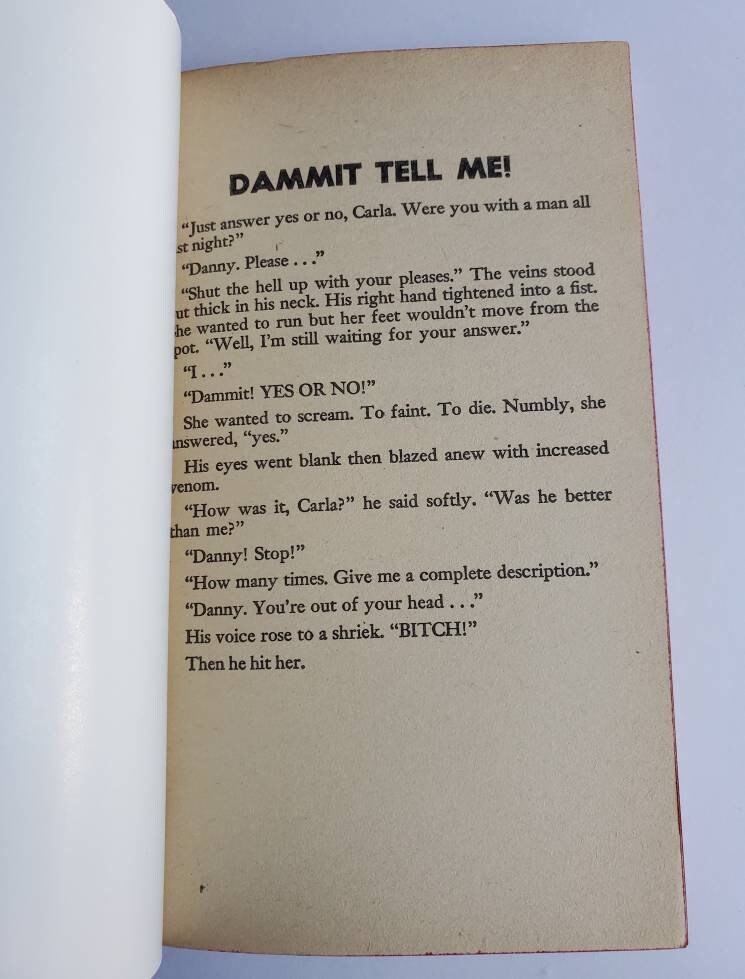 DAMMIT TELL ME!
“Just answer yes or no, Carla. Were you with a man all
st night?”
“Danny. Please . . .”
“Shut the hell up with your pleases.” The veins stood
ut thick in his neck. His right hand tightened into a fist.
he wanted to run but her feet wouldn’t move from the
pot. “Well, I’m still waiting for your answer.”
“I . . .”
“Dammit! YES OR NO!”
She wanted to scream. To faint. To die. Numbly, she
answered, “yes.”
His eyes went blank then blazed anew with increased
venom.
“How was it, Carla?” he said softly. “Was he better
than me?”
“Danny! Stop!”
“How many times. Give me a complete description.”
“Danny. You’re out of your head . . .”
His voice rose to a shriek. “BITCH!”
Then he hit her.